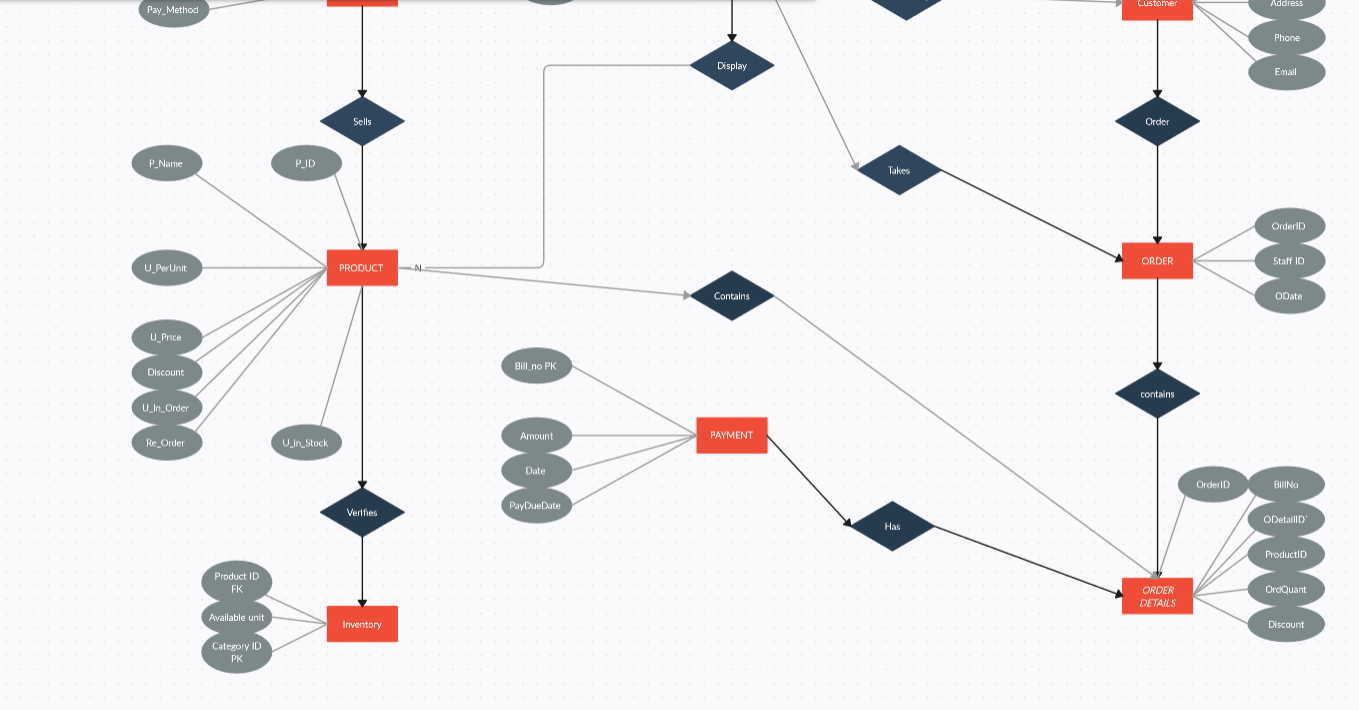 Pay_Method
Customer
Address
Phone
Email
Display
Sells
Order
P_Name
P_ID
Takes
OrderID
Staff ID
ODate
U_PerUnit
PRODUCT
N
ORDER
Contains
U_Price
Discount
U_In_Order
Re_Order
U_in_Stock
Bill_no PK
Amount
Date
PayDueDate
PAYMENT
contains
Verifies
Has
OrderID
BillNo
ODetailID`
ProductID
OrdQuant
Discount
ORDER
DETAILS
Product ID
FK
Available unit
Category ID
PK
Inventory